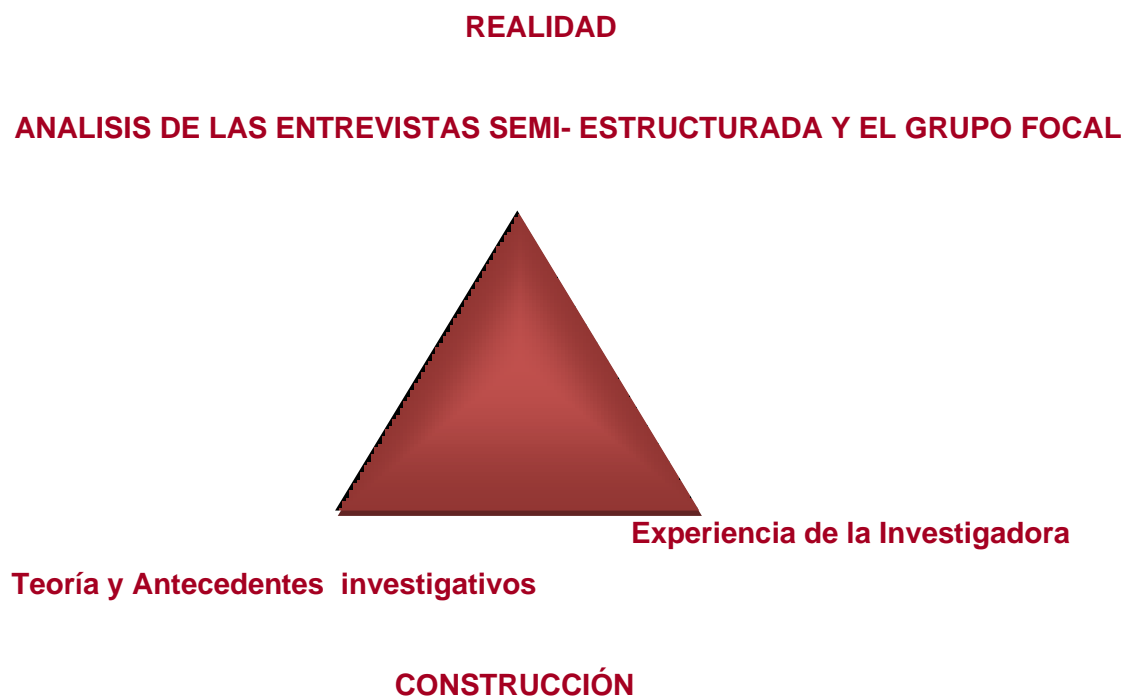 REALIDAD
ANALISIS DE LAS ENTREVISTAS SEMI- ESTRUCTURADA Y EL GRUPO FOCAL
Experiencia de la Investigadora
Teoría y Antecedentes  investigativos
CONSTRUCCIÓN